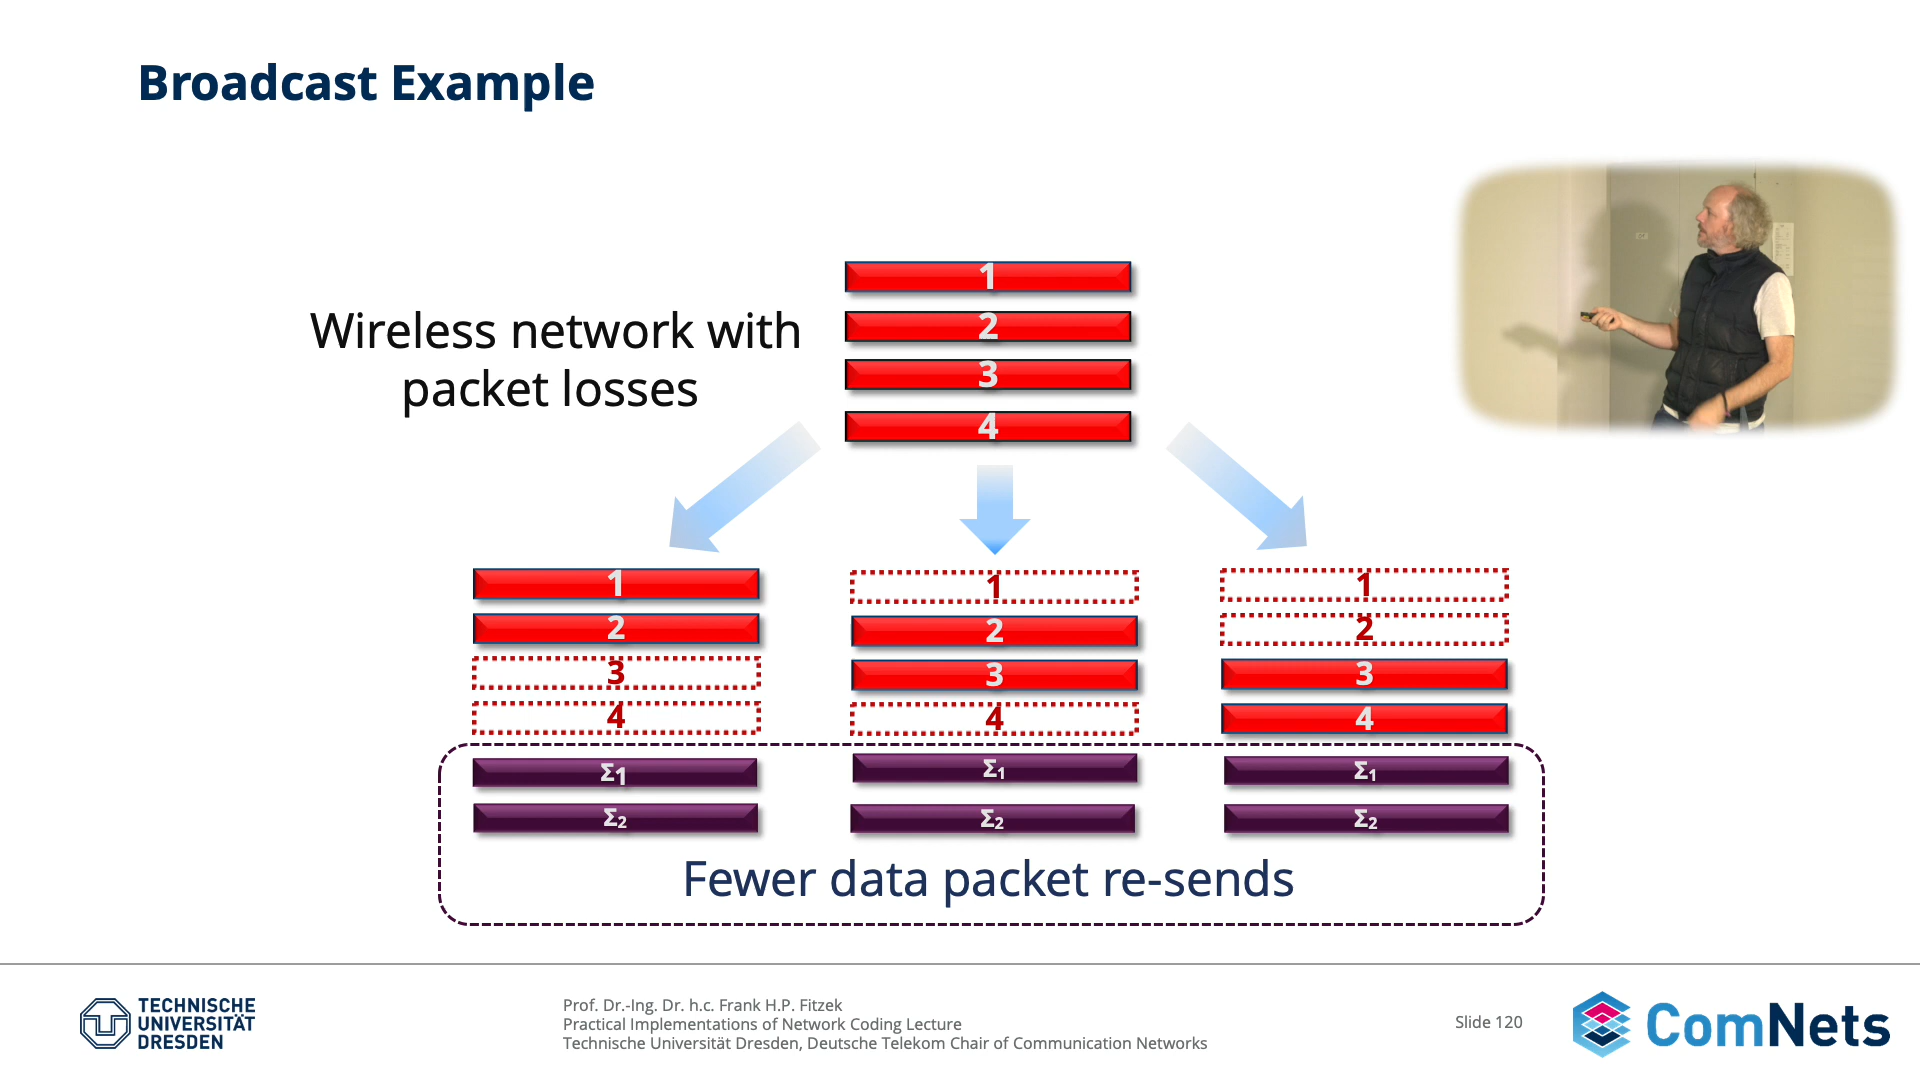 Broadcast Example
Wireless network with
packet losses
1
2
3
4
1
2
3
4
Σ1
Σ2
1
2
3
4
Σ1
Σ2
1
2
3
4
Σ1
Σ2
Fewer data packet re-sends
TECHNISCHE
UNIVERSITÄT
DRESDEN
Prof. Dr.-Ing. Dr. h.c. Frank H.P. Fitzek
Practical Implementations of Network Coding Lecture
Technische Universität Dresden, Deutsche Telekom Chair of Communication Networks
Slide 120
ComNets